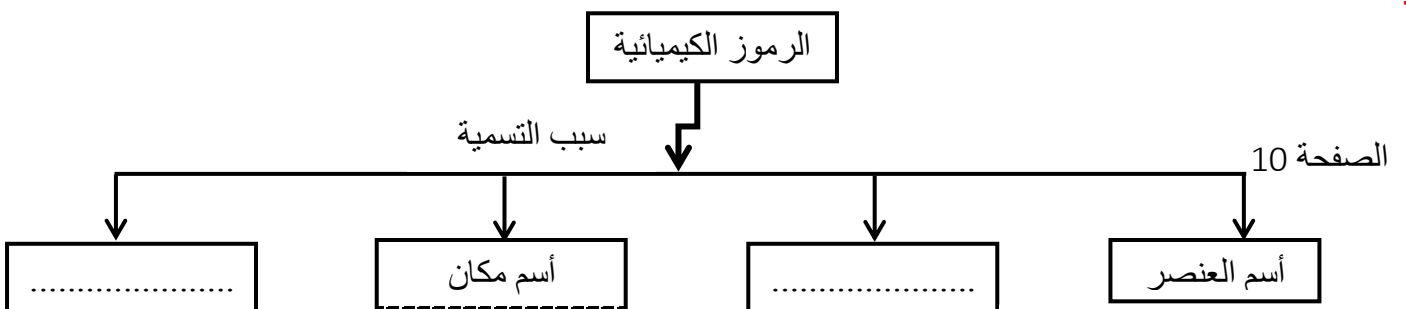 الرموز الكيميائية
سبب التسمية
الصفحة 10
أسم العنصر
.....................
أسم مكان
.....................